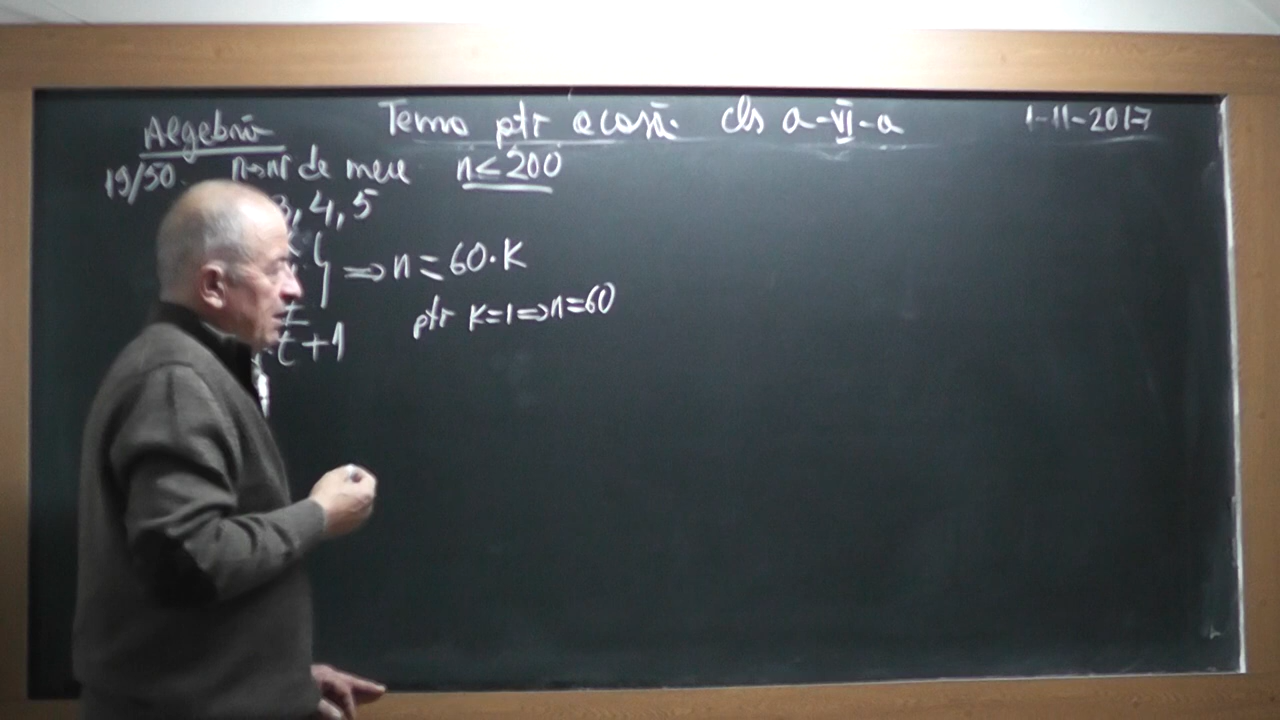 Algebră Tema ptr acasă cls a-VI-a 1-11-2017
19/50. n→nr de mere n≤200
3, 4, 5
⇒ n = 60·K
ptr K=1⇒n=60
t+1